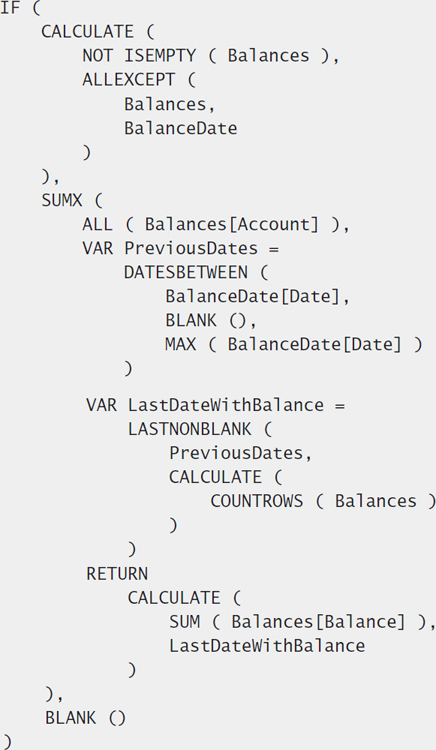 IF (
CALCULATE (
NOT ISEMPTY ( Balances ),
ALLEXCEPT (
Balances,
BalanceDate
)
),
SUMX (
ALL ( Balances[Account] ),
VAR PreviousDates =
DATESBETWEEN (
BalanceDate[Date],
BLANK (),
MAX ( BalanceDate[Date] )
)
VAR LastDateWithBalance =
LASTNONBLANK (
PreviousDates,
CALCULATE (
COUNTROWS ( Balances )
)
)
RETURN
CALCULATE (
SUM ( Balances[Balance] ),
LastDateWithBalance
)
),
BLANK ()
)